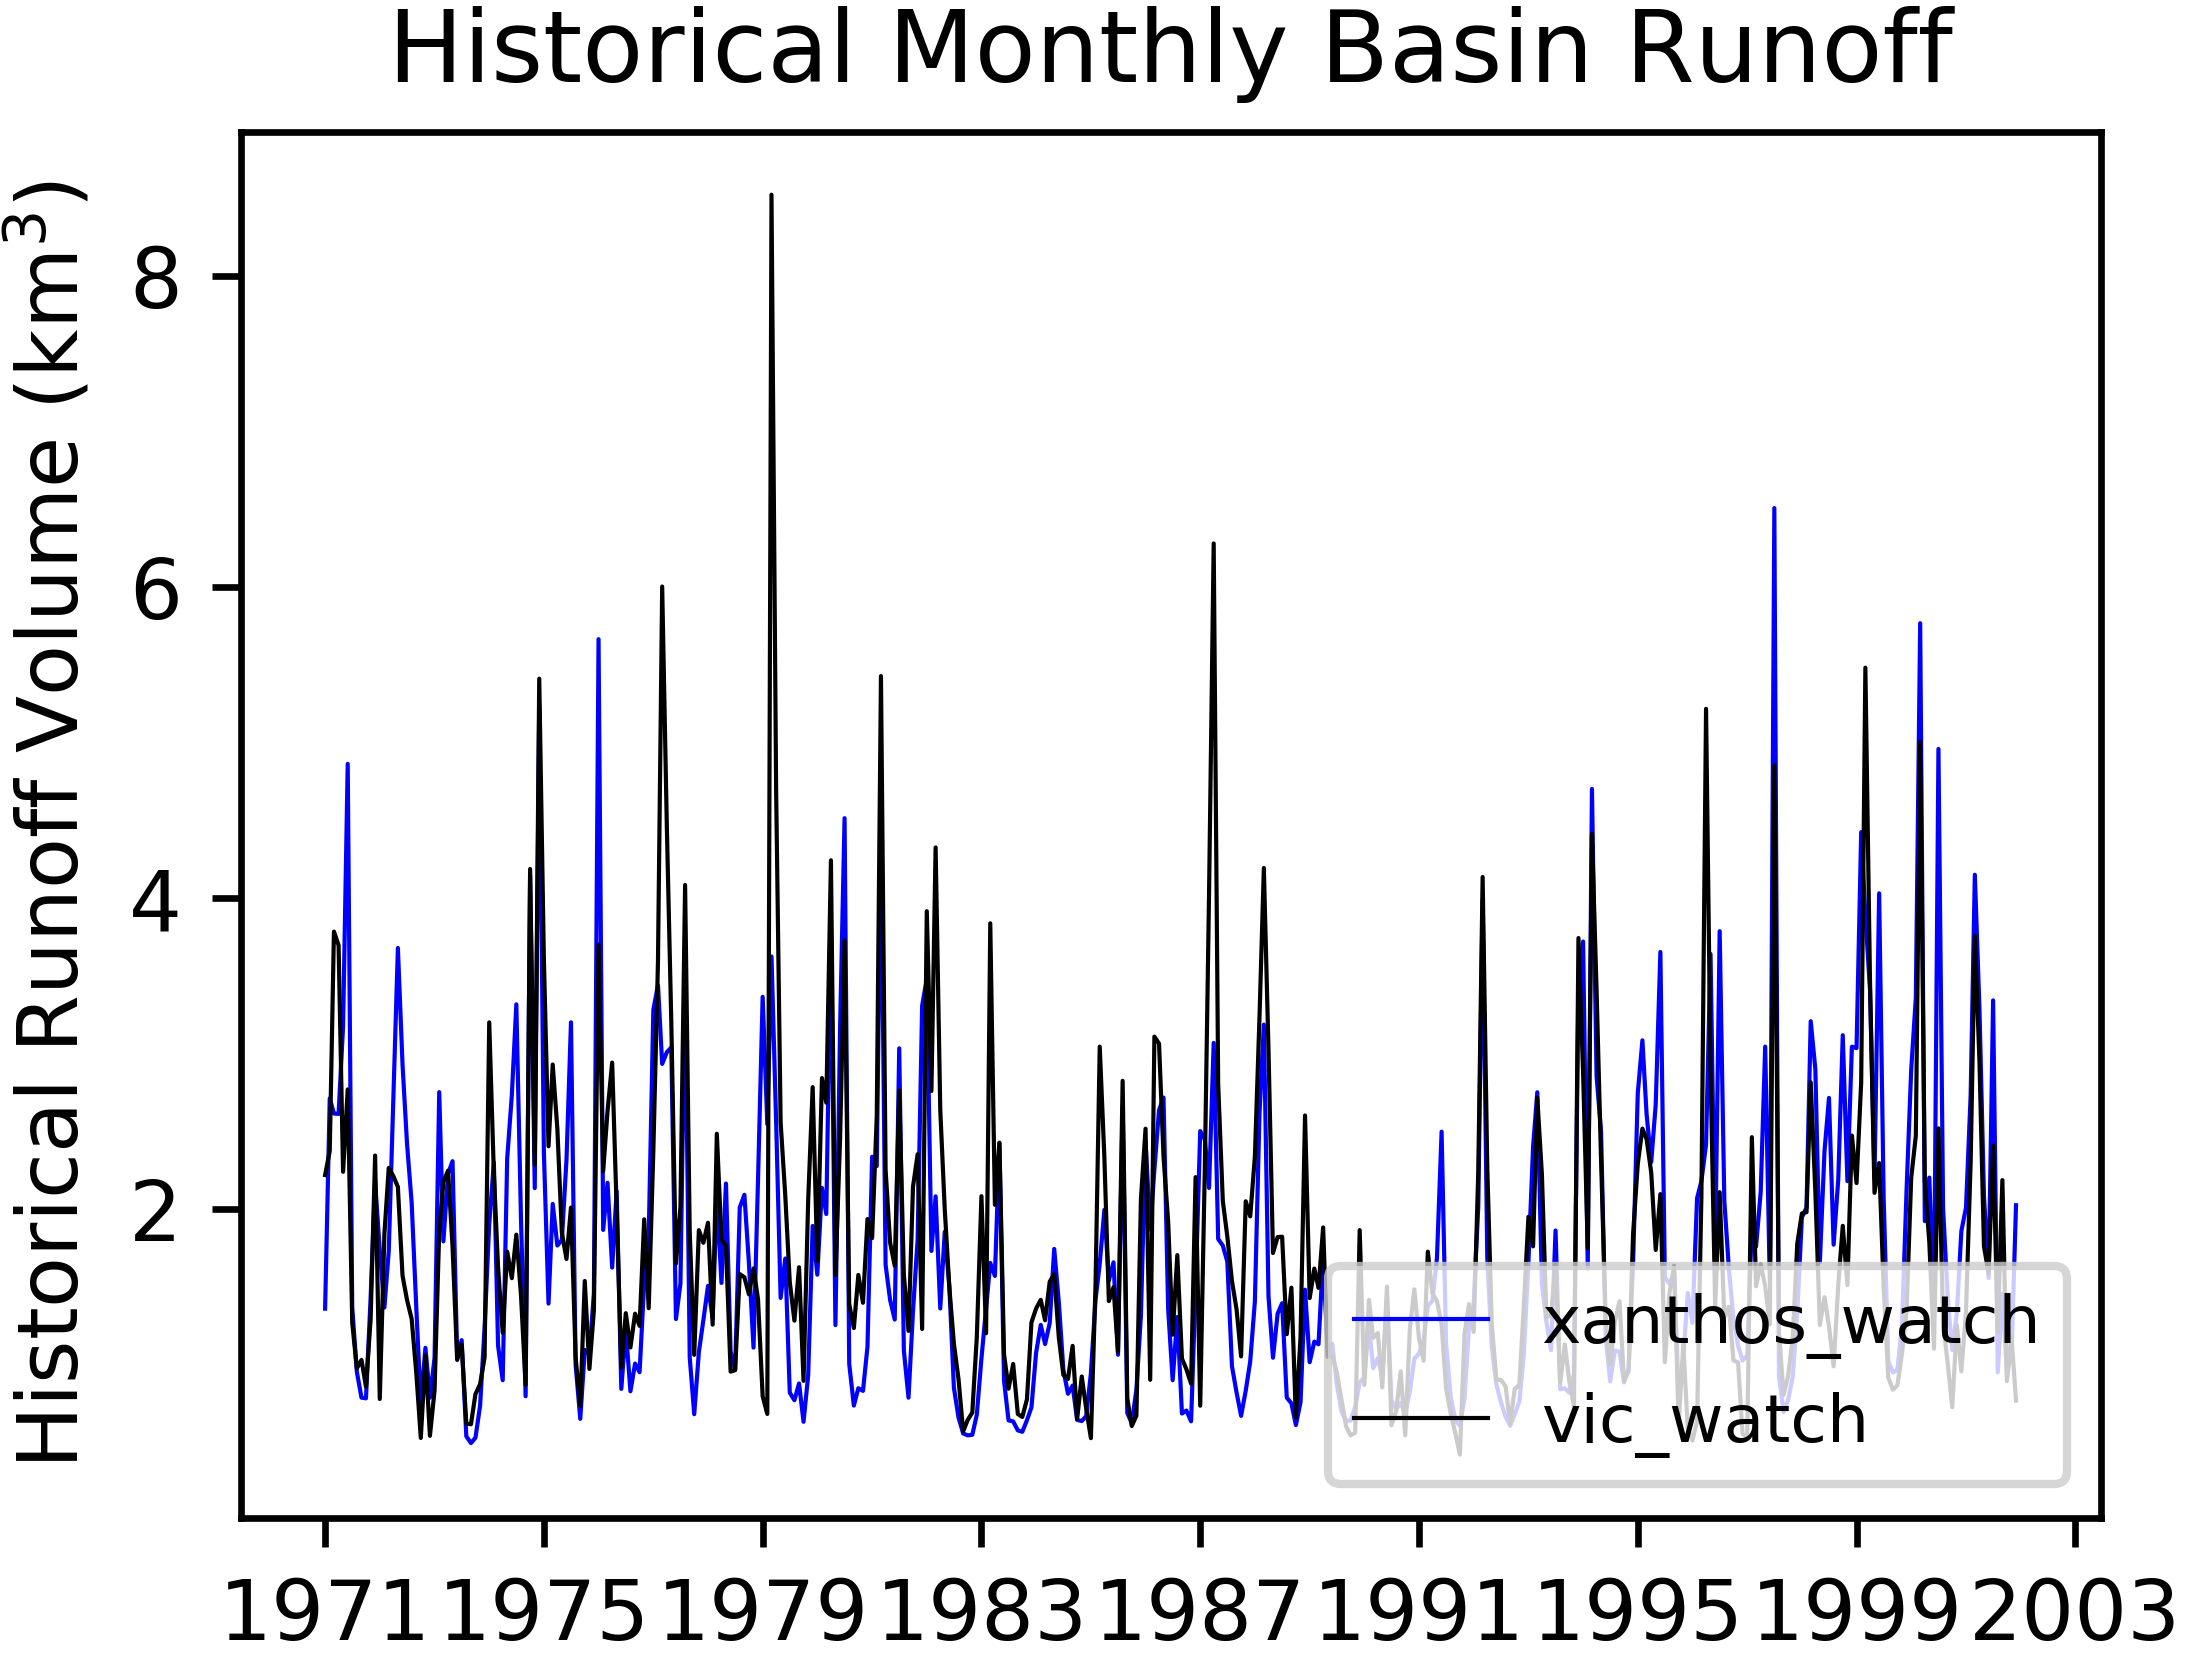 Historical Monthly Basin Runoff
Historical Runoff Volume (km³)
8
6
4
2
xanthos_watch
vic_watch
1971 1975 1979 1983 1987 1991 1995 1999 2003